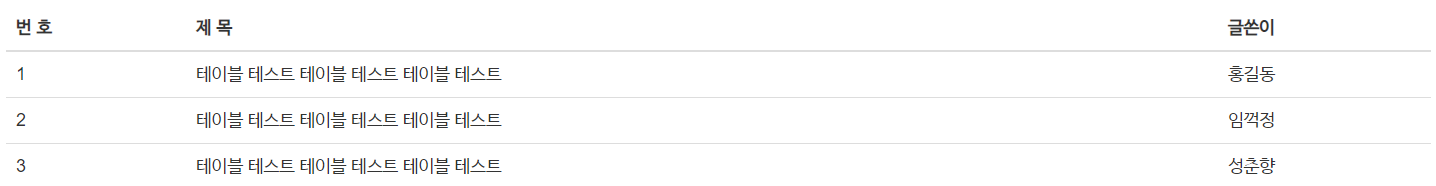 번 호 제 목 글쓴이
1 테이블 테스트 테이블 테스트 테이블 테스트 홍길동
2 테이블 테스트 테이블 테스트 테이블 테스트 임꺽정
3 테이블 테스트 테이블 테스트 테이블 테스트 성춘향